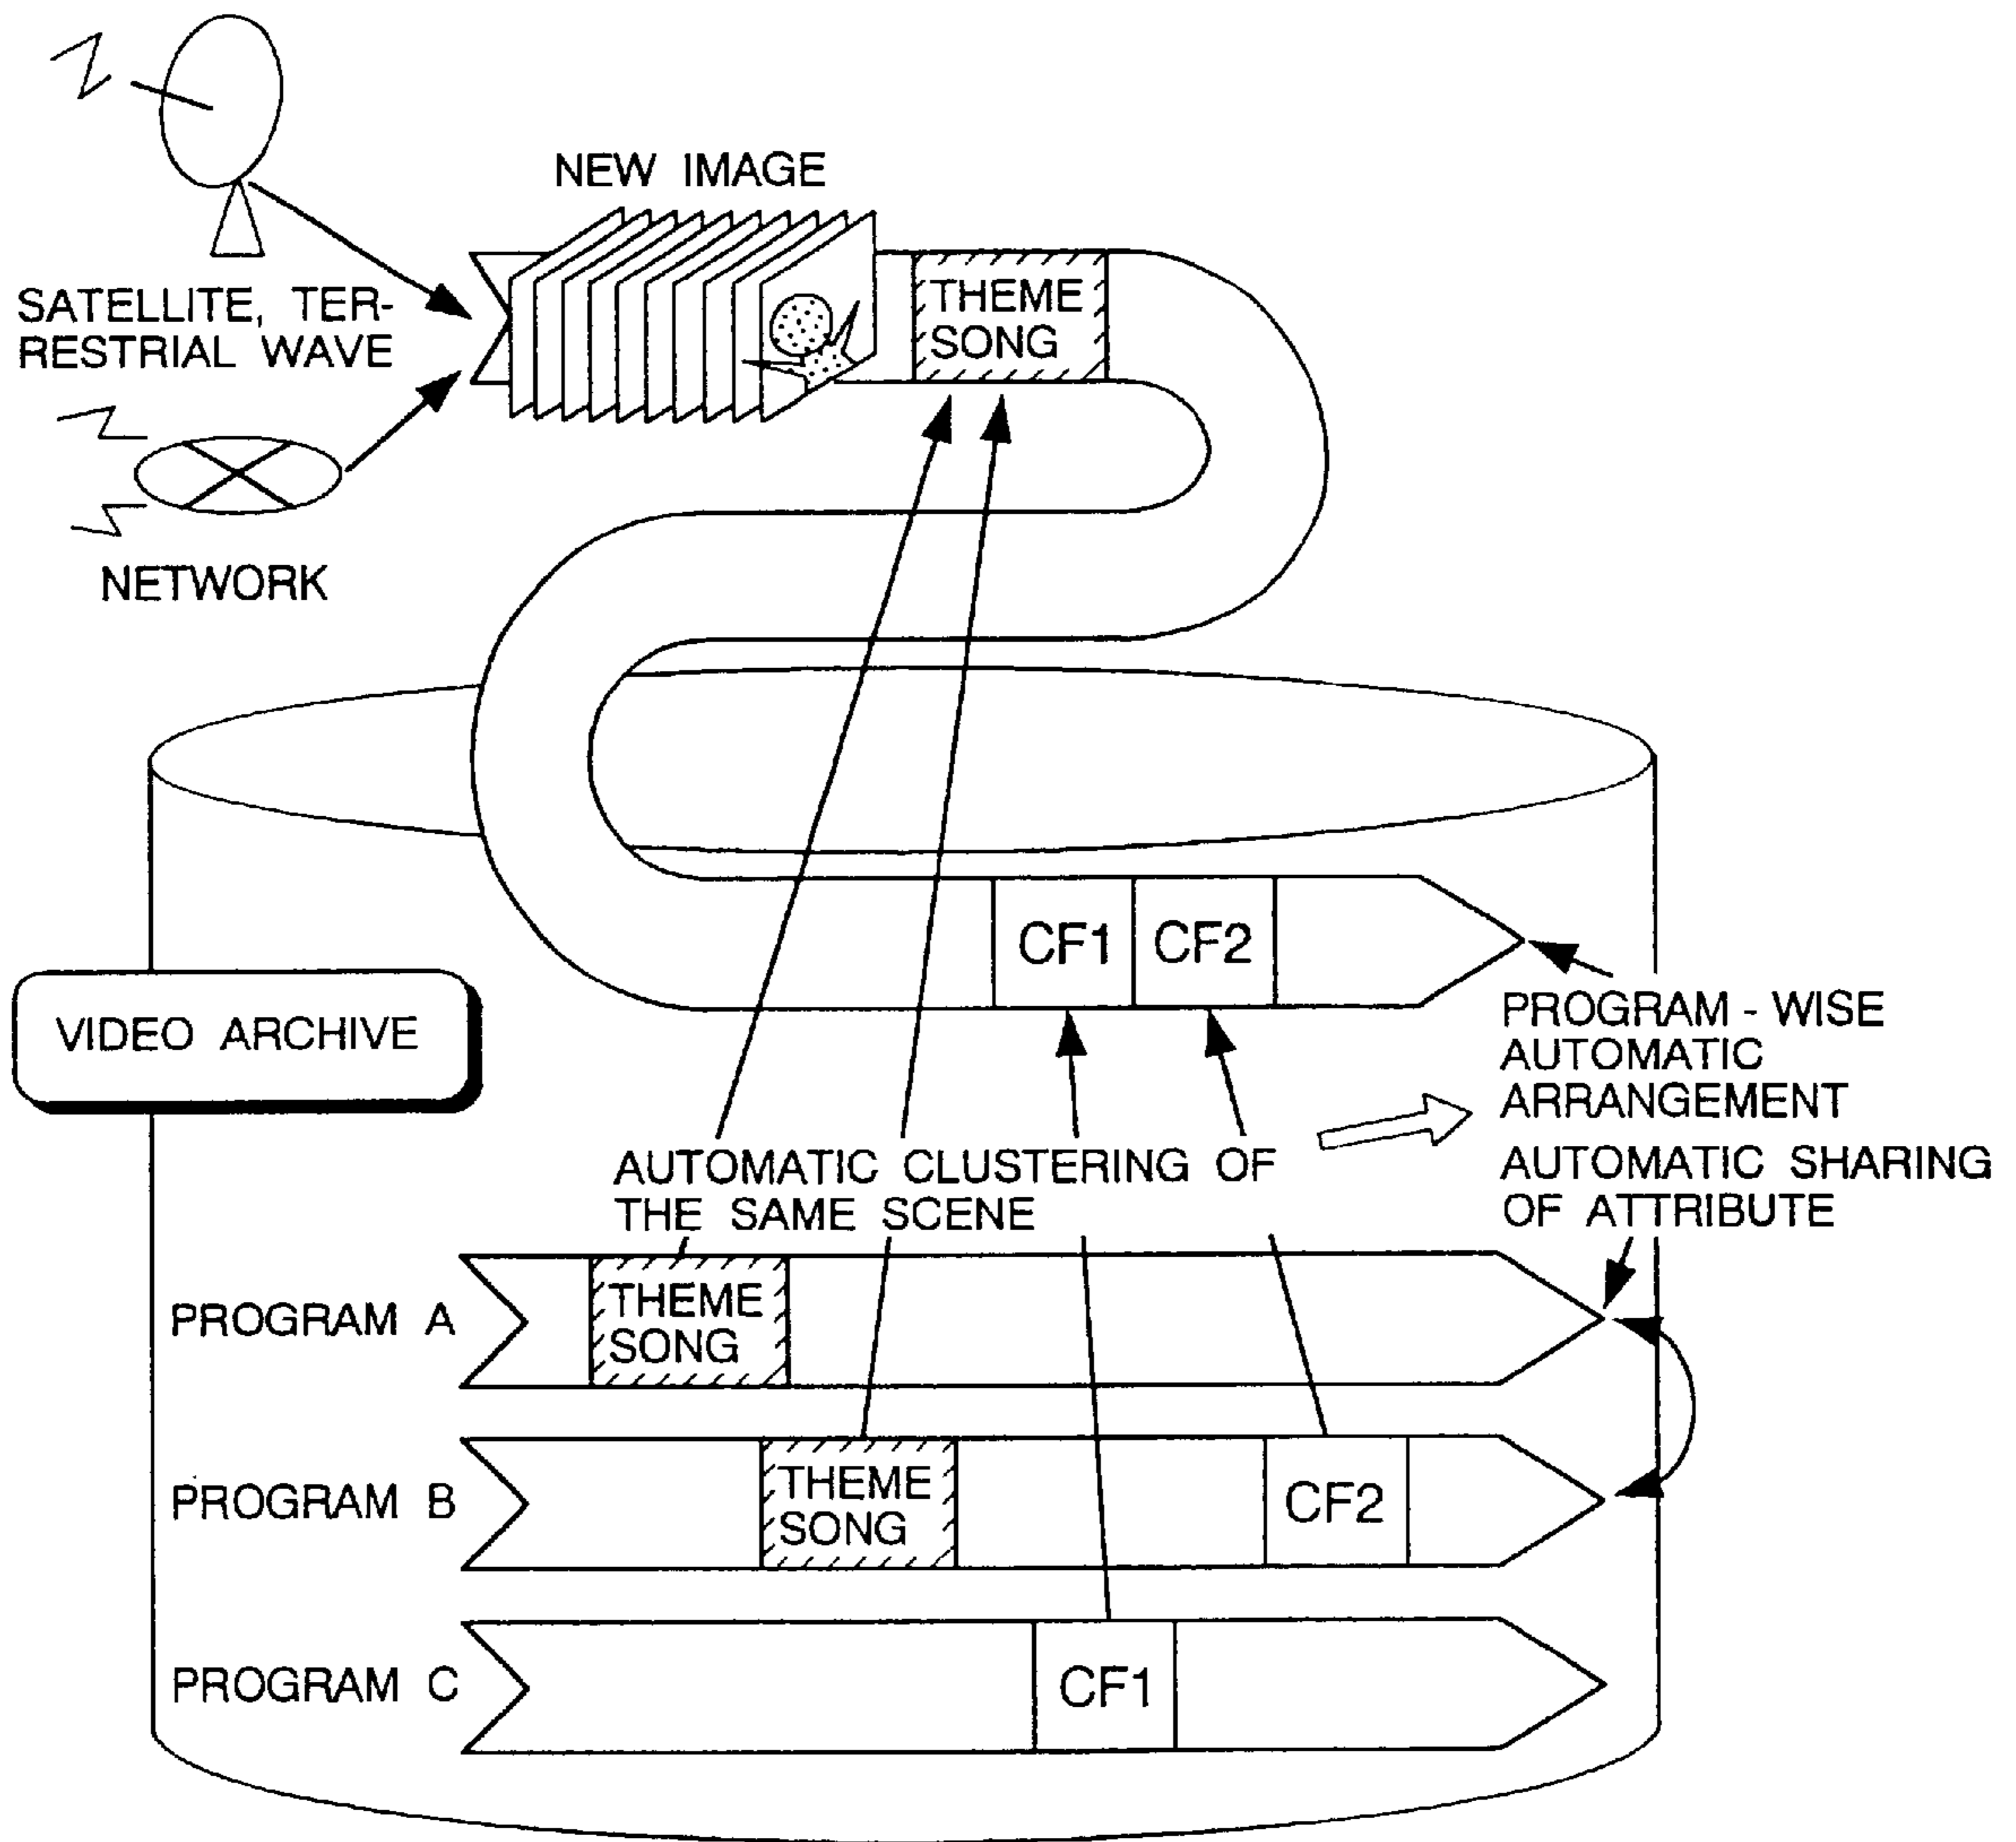 NEW IMAGE
SATELLITE, TER-
RESTRIAL WAVE
THEME
SONG
NETWORK
CF1
CF2
VIDEO ARCHIVE
PROGRAM - WISE
AUTOMATIC
ARRANGEMENT
AUTOMATIC SHARING
OF ATTRIBUTE
AUTOMATIC CLUSTERING OF
THE SAME SCENE
PROGRAM A
THEME
SONG
PROGRAM B
THEME
SONG
CF2
PROGRAM C
CF1